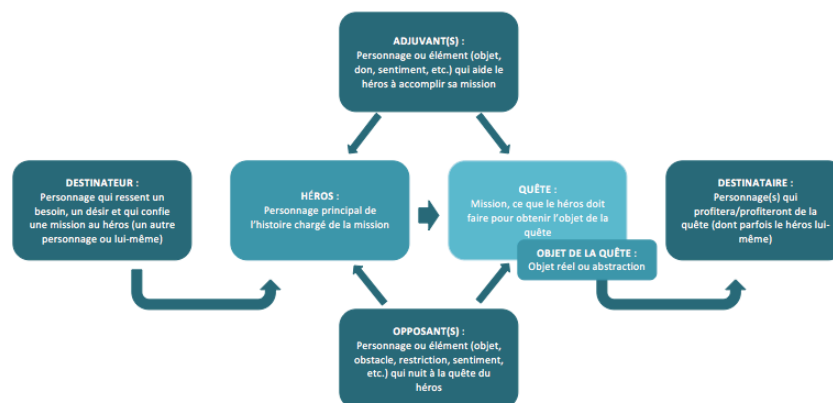 ADJUVANT(S) :
Personnage ou élément (objet,
don, sentiment, etc.) qui aide le
héros à accomplir sa mission
DESTINATEUR :
Personnage qui ressent un
besoin, un désir et qui confie
une mission au héros (un autre
personnage ou lui-même)
HÉROS :
Personnage principal de
l'histoire chargé de la mission
QUÊTE :
Mission, ce que le héros doit
faire pour obtenir l'objet de la
quête
OBJET DE LA QUÊTE :
Objet réel ou abstraction
DESTINATAIRE :
Personnage(s) qui
profitera/profiteront de la
quête (dont parfois le héros lui-
même)
OPPOSANT(S) :
Personnage ou élément (objet,
obstacle, restriction, sentiment,
etc.) qui nuit à la quête du
héros